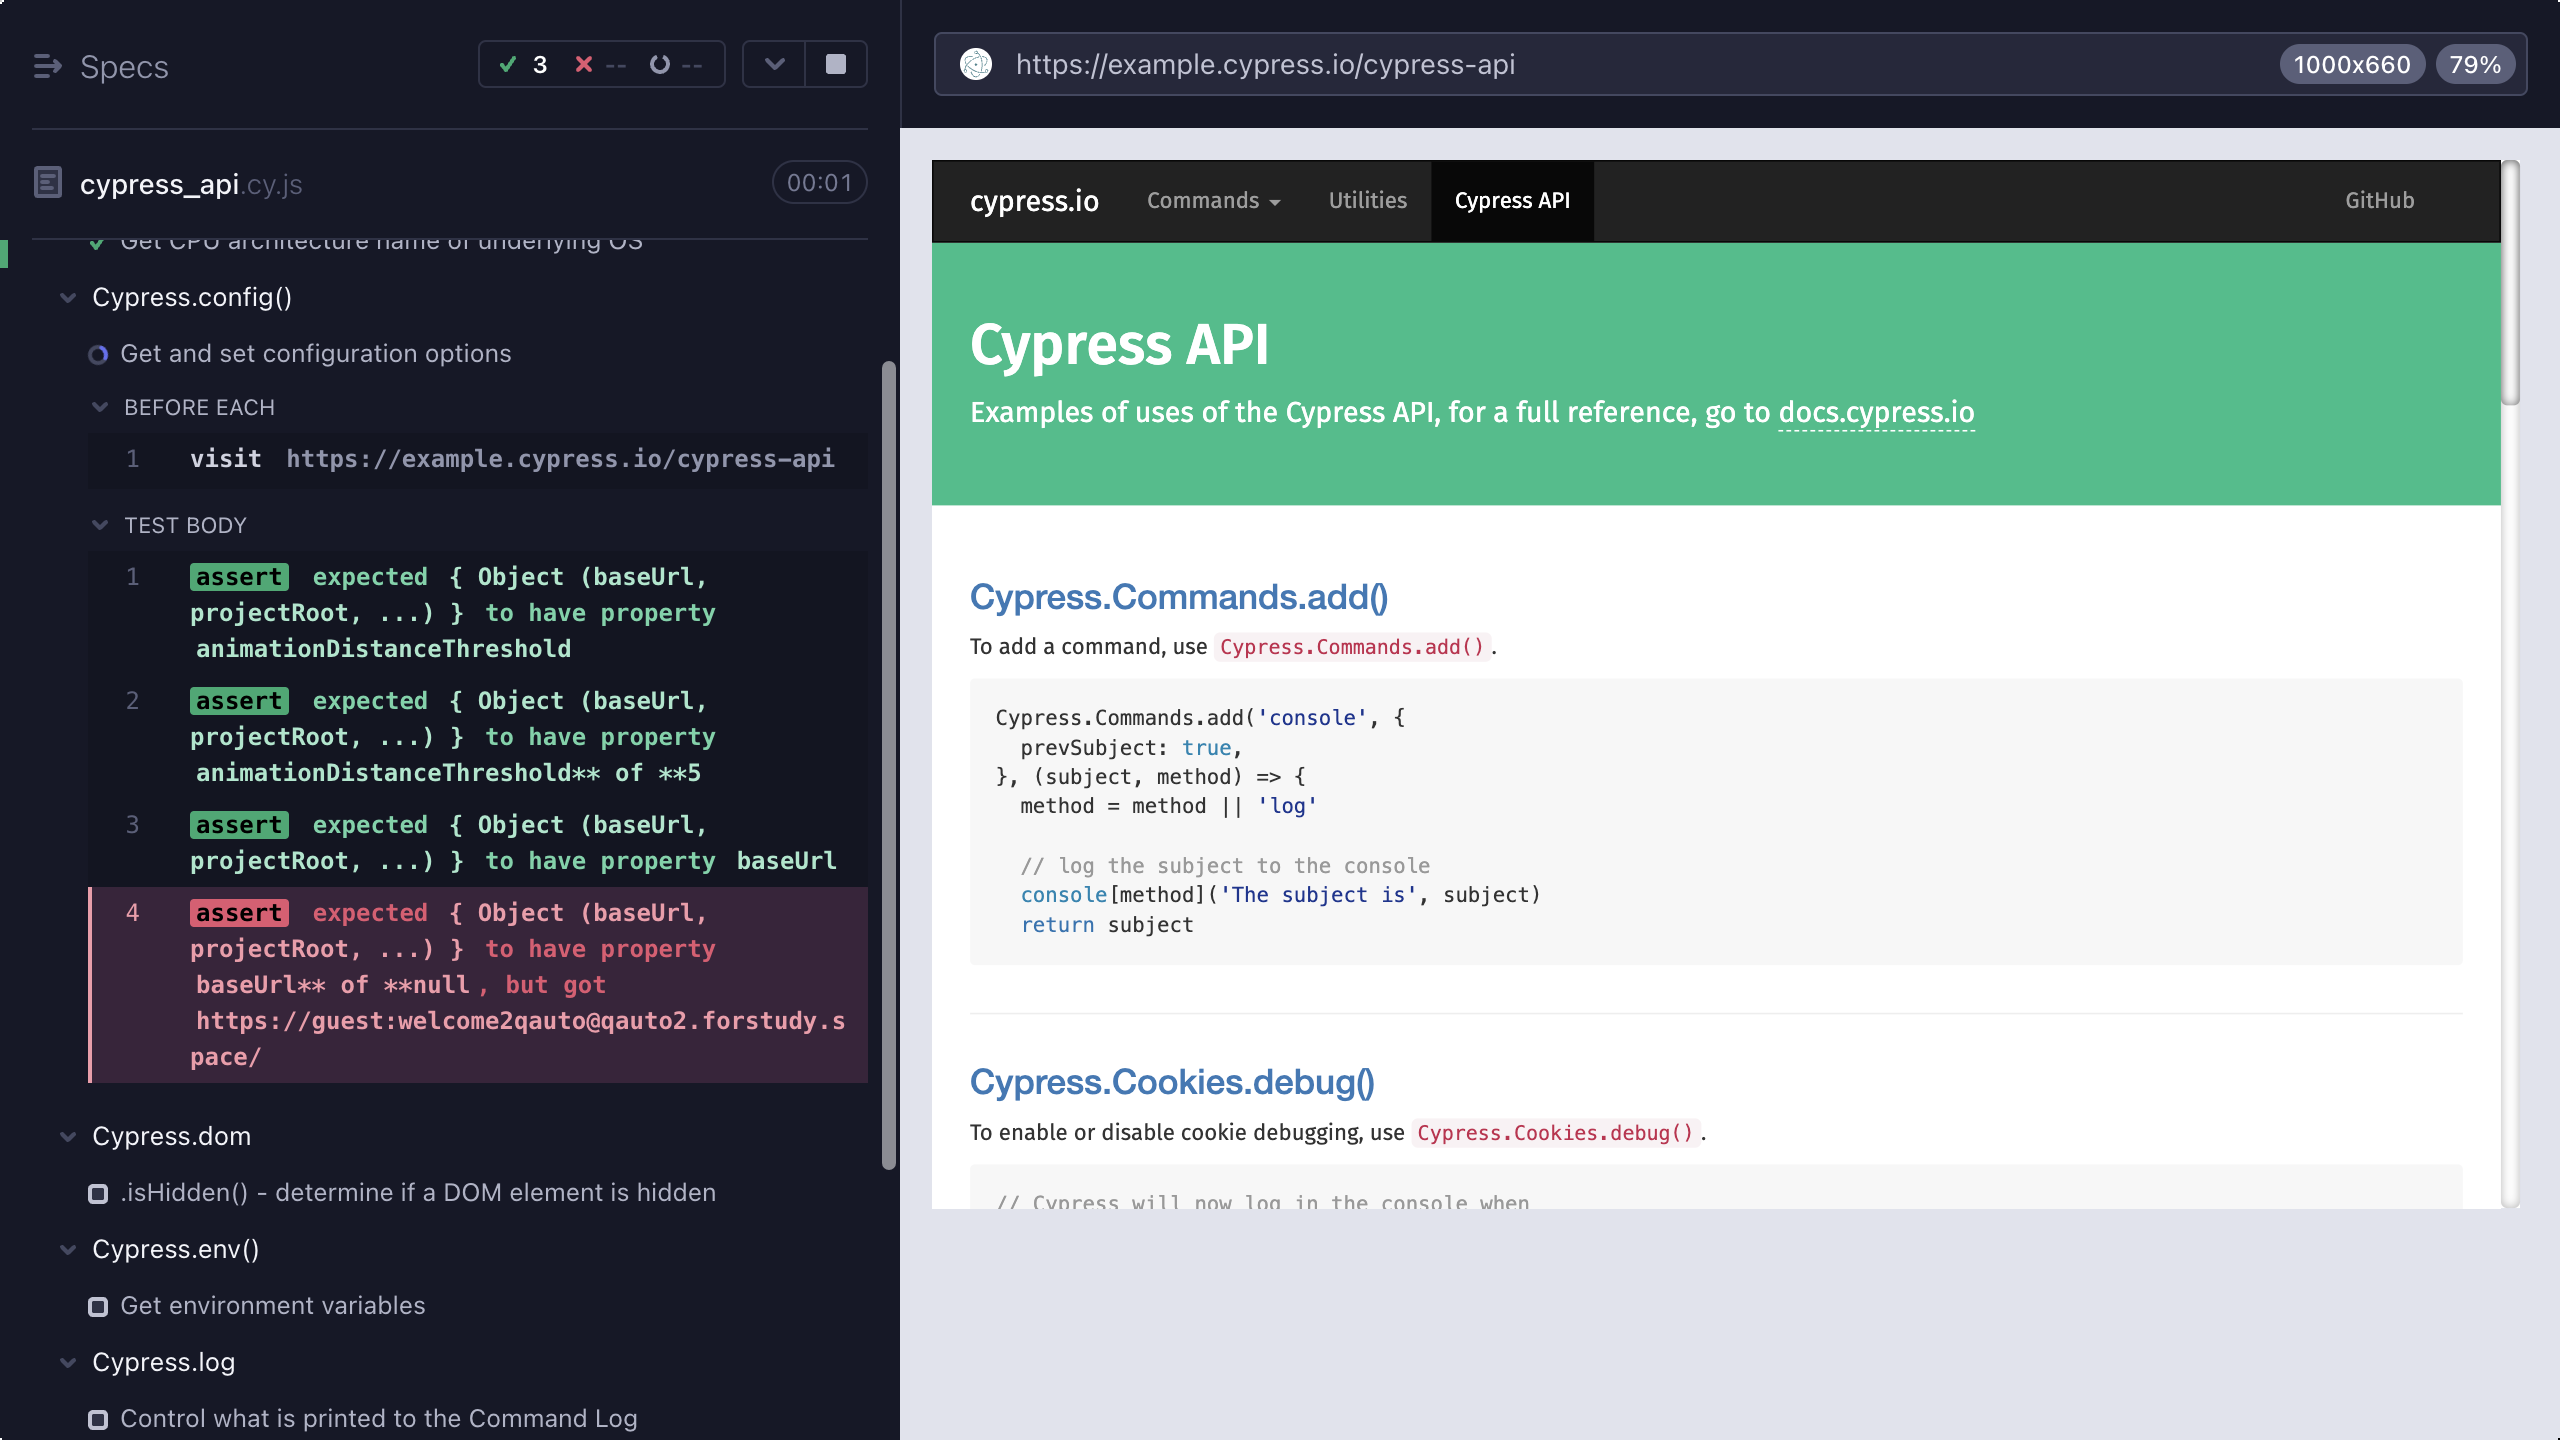 Specs
3 -- --
cypress_api.cy.js 00:01
Get CPU architecture name of underlying OS
Cypress.config()
Get and set configuration options
BEFORE EACH
1 visit https://example.cypress.io/cypress-api
TEST BODY
1 assert expected { Object (baseUrl,
projectRoot, ...) } to have property
animationDistanceThreshold
2 assert expected { Object (baseUrl,
projectRoot, ...) } to have property
animationDistanceThreshold** of **5
3 assert expected { Object (baseUrl,
projectRoot, ...) } to have property baseUrl
4 assert expected { Object (baseUrl,
projectRoot, ...) } to have property
baseUrl** of **null, but got
https://guest:welcome2qauto@qauto2.forstudy.s
pace/
Cypress.dom
.isHidden() - determine if a DOM element is hidden
Cypress.env()
Get environment variables
Cypress.log
Control what is printed to the Command Log
https://example.cypress.io/cypress-api 1000x660 79%
cypress.io Commands Utilities Cypress API GitHub
Cypress API
Examples of uses of the Cypress API, for a full reference, go to docs.cypress.io
Cypress.Commands.add()
To add a command, use Cypress.Commands.add().
Cypress.Commands.add('console', {
prevSubject: true,
}, (subject, method) => {
method = method || 'log'
// log the subject to the console
console[method]('The subject is', subject)
return subject
Cypress.Cookies.debug()
To enable or disable cookie debugging, use Cypress.Cookies.debug().
// Cypress will now log in the console when